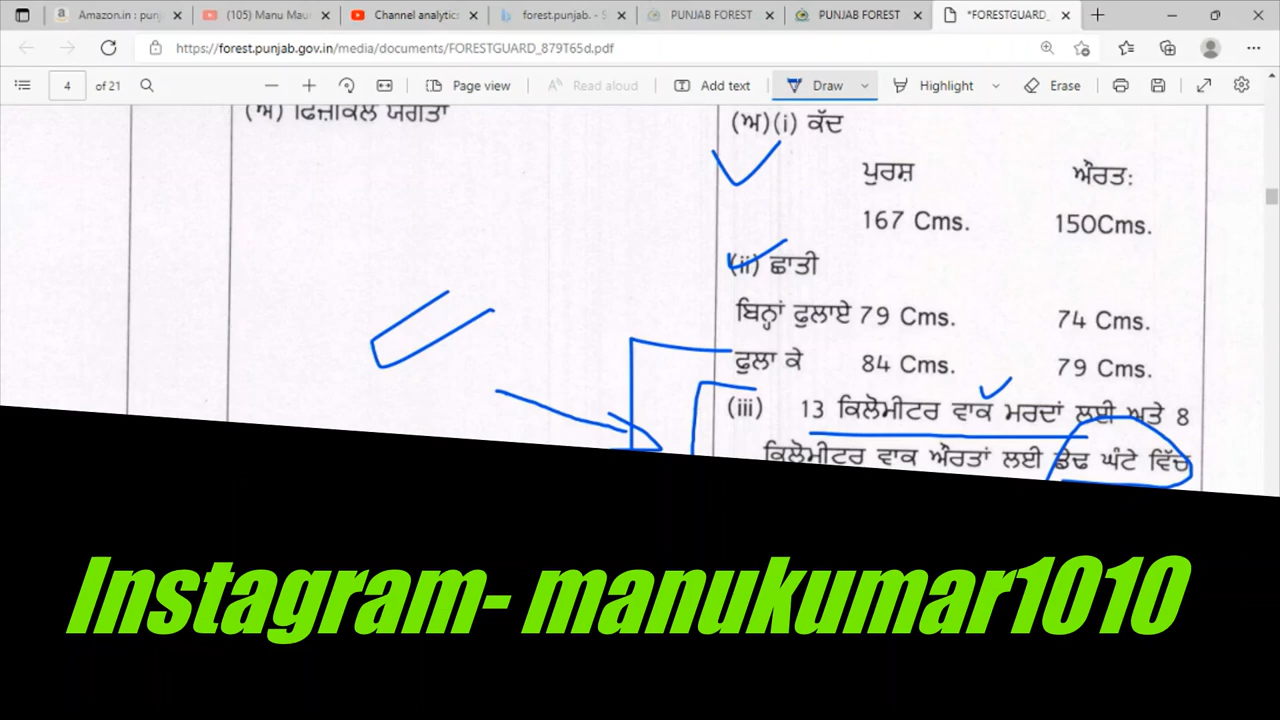 Amazon.in : punj
(105) Manu Mau
Channel analytics
forest.punjab. - S
PUNJAB FOREST
PUNJAB FOREST
*FORESTGUARD_
https://forest.punjab.gov.in/media/documents/FORESTGUARD_879T65d.pdf
4 of 21
Page view
Read aloud
Add text
Draw
Highlight
Erase
(ਅ) ਫਿਜ਼ੀਕਲ ਯੋਗਤਾ
(ਅ)(i) ਕੱਦ
ਪੁਰਸ਼ ਔਰਤ:
167 Cms. 150Cms.
(ii) ਛਾਤੀ
ਬਿਨ੍ਹਾਂ ਫੁਲਾਏ 79 Cms. 74 Cms.
ਫੁਲਾ ਕੇ 84 Cms. 79 Cms.
(iii) 13 ਕਿਲੋਮੀਟਰ ਵਾਕ ਮਰਦਾਂ ਲਈ ਅਤੇ 8
ਕਿਲੋਮੀਟਰ ਵਾਕ ਔਰਤਾਂ ਲਈ ਡੇਢ ਘੰਟੇ ਵਿੱਚ
Instagram- manukumar1010